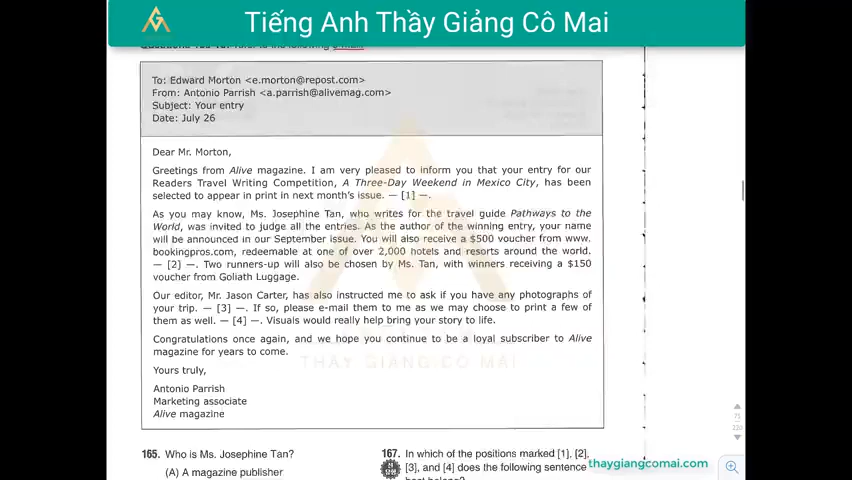 Tiếng Anh Thầy Giảng Cô Mai
To: Edward Morton <e.morton@repost.com>
From: Antonio Parrish <a.parrish@alivemag.com>
Subject: Your entry
Date: July 26
Dear Mr. Morton,
Greetings from Alive magazine. I am very pleased to inform you that your entry for our
Readers Travel Writing Competition, A Three-Day Weekend in Mexico City, has been
selected to appear in print in next month's issue. — [1] —.
As you may know, Ms. Josephine Tan, who writes for the travel guide Pathways to the
World, was invited to judge all the entries. As the author of the winning entry, your name
will be announced in our September issue. You will also receive a $500 voucher from www.
bookingpros.com, redeemable at one of over 2,000 hotels and resorts around the world.
— [2] —. Two runners-up will also be chosen by Ms. Tan, with winners receiving a $150
voucher from Goliath Luggage.
Our editor, Mr. Jason Carter, has also instructed me to ask if you have any photographs of
your trip. — [3] —. If so, please e-mail them to me as we may choose to print a few of
them as well. — [4] —. Visuals would really help bring your story to life.
Congratulations once again, and we hope you continue to be a loyal subscriber to Alive
magazine for years to come.
THẦY GIẢNG CÔ MAI
Yours truly,
Antonio Parrish
Marketing associate
Alive magazine
165. Who is Ms. Josephine Tan?
(A) A magazine publisher
167. In which of the positions marked [1], [2],
[3], and [4] does the following sentence
thaygiangcomai.com